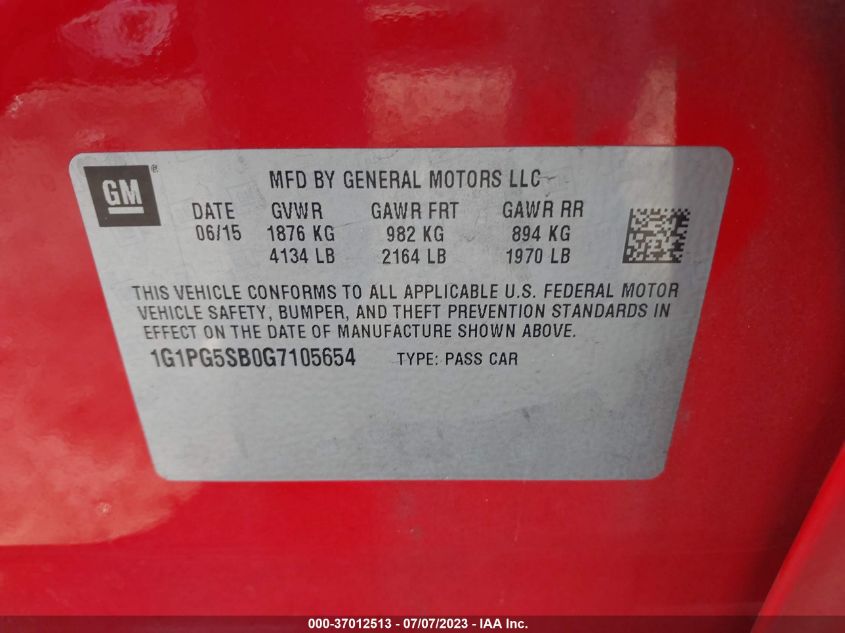 GM ®
MFD BY GENERAL MOTORS LLC
DATE GVWR GAWR FRT GAWR RR
06/15 1876 KG 982 KG 894 KG
4134 LB 2164 LB 1970 LB
THIS VEHICLE CONFORMS TO ALL APPLICABLE U.S. FEDERAL MOTOR
VEHICLE SAFETY, BUMPER, AND THEFT PREVENTION STANDARDS IN
EFFECT ON THE DATE OF MANUFACTURE SHOWN ABOVE.
1G1PG5SB0G7105654 TYPE: PASS CAR
000-37012513 - 07/07/2023 - IAA Inc.